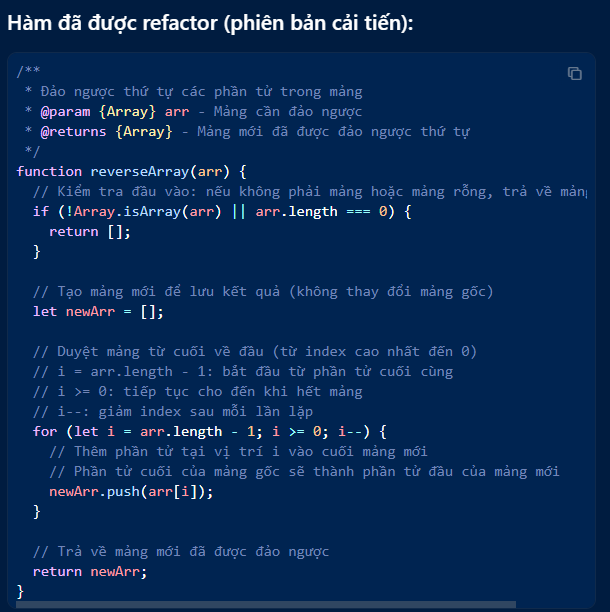 Hàm đã được refactor (phiên bản cải tiến):
/**
 * Đảo ngược thứ tự các phần tử trong mảng
 * @param {Array} arr - Mảng cần đảo ngược
 * @returns {Array} - Mảng mới đã được đảo ngược thứ tự
 */
function reverseArray(arr) {
  // Kiểm tra đầu vào: nếu không phải mảng hoặc mảng rỗng, trả về
  if (!Array.isArray(arr) || arr.length === 0) {
    return [];
  }

  // Tạo mảng mới để lưu kết quả (không thay đổi mảng gốc)
  let newArr = [];

  // Duyệt mảng từ cuối về đầu (từ index cao nhất đến 0)
  // i = arr.length - 1: bắt đầu từ phần tử cuối cùng
  // i >= 0: tiếp tục cho đến khi hết mảng
  // i--: giảm index sau mỗi lần lặp
  for (let i = arr.length - 1; i >= 0; i--) {
    // Thêm phần tử tại vị trí i vào cuối mảng mới
    // Phần tử cuối của mảng gốc sẽ thành phần tử đầu của mảng mới
    newArr.push(arr[i]);
  }

  // Trả về mảng mới đã được đảo ngược
  return newArr;
}